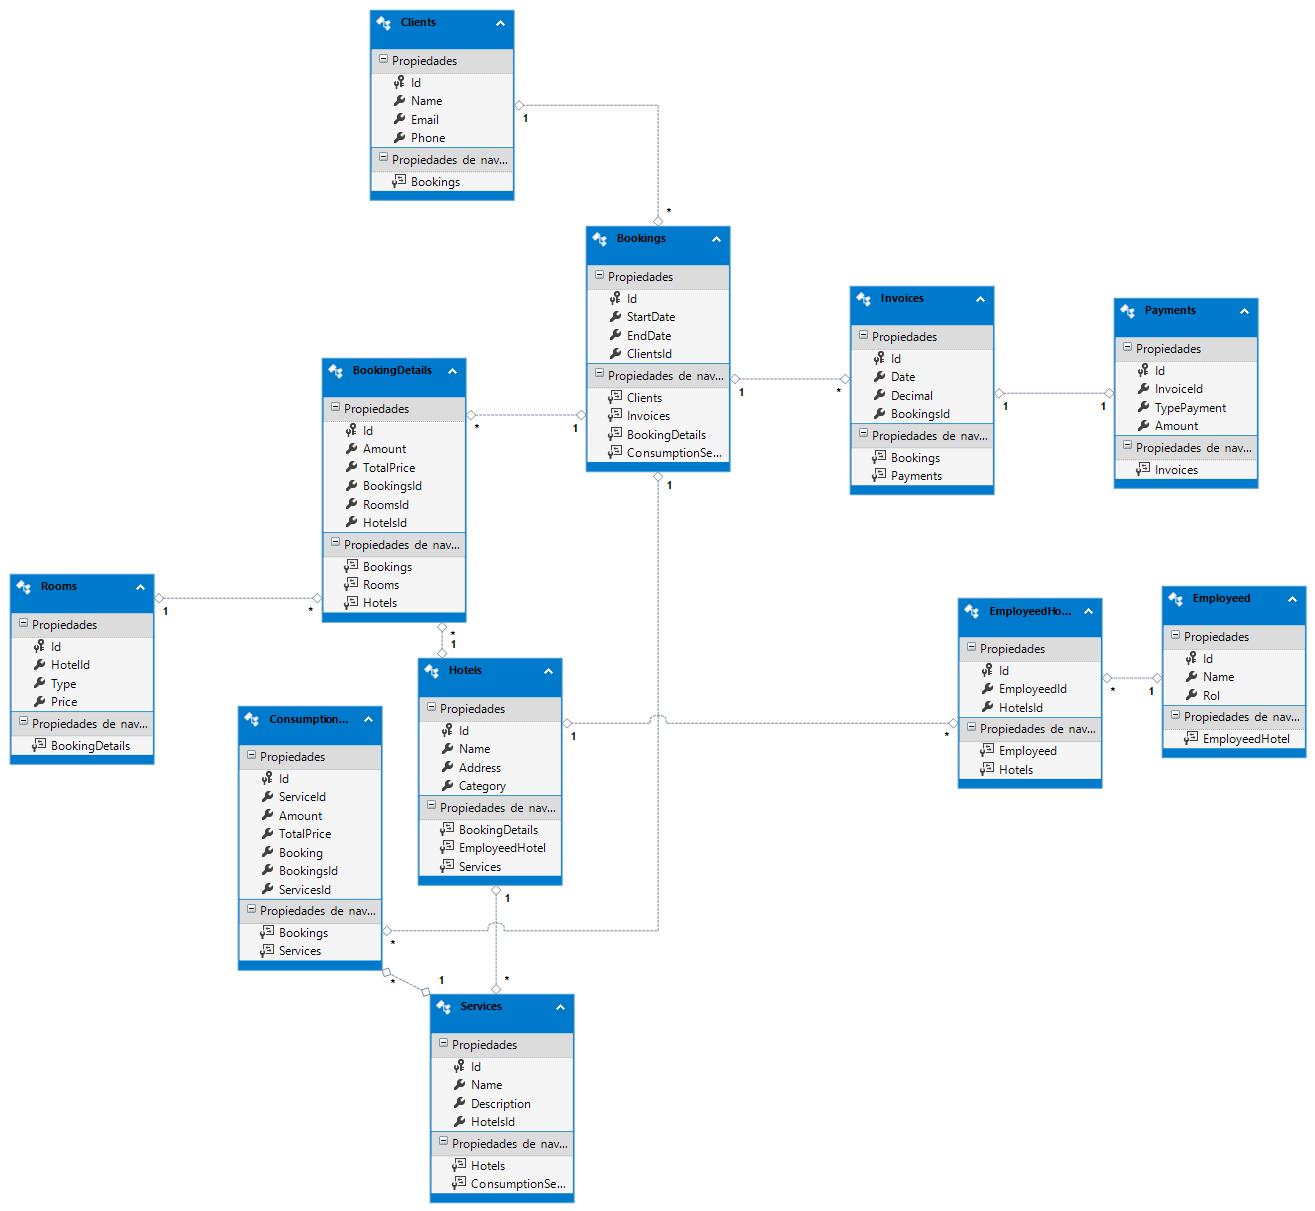 Clients
Propiedades
Id
Name
Email
Phone
Propiedades de nav...
Bookings
1
*
Bookings
Propiedades
Id
StartDate
EndDate
ClientsId
Propiedades de nav...
Clients
Invoices
BookingDetails
ConsumptionSe...
1
*
1
*
1
Invoices
Propiedades
Id
Date
Decimal
BookingsId
Propiedades de nav...
Bookings
Payments
1
1
Payments
Propiedades
Id
InvoiceId
TypePayment
Amount
Propiedades de nav...
Invoices
BookingDetails
Propiedades
Id
Amount
TotalPrice
BookingsId
RoomsId
HotelsId
Propiedades de nav...
Bookings
Rooms
Hotels
Rooms
Propiedades
Id
HotelId
Type
Price
Propiedades de nav...
BookingDetails
1
*
*
1
Hotels
Propiedades
Id
Name
Address
Category
Propiedades de nav...
BookingDetails
EmployeedHotel
Services
1
*
EmployeedHo...
Propiedades
Id
EmployeedId
HotelsId
Propiedades de nav...
Employeed
Hotels
*
1
Employeed
Propiedades
Id
Name
Rol
Propiedades de nav...
EmployeedHotel
Consumption...
Propiedades
Id
ServiceId
Amount
TotalPrice
Booking
BookingsId
ServicesId
Propiedades de nav...
Bookings
Services
*
1
*
*
1
Services
Propiedades
Id
Name
Description
HotelsId
Propiedades de nav...
Hotels
ConsumptionSe...